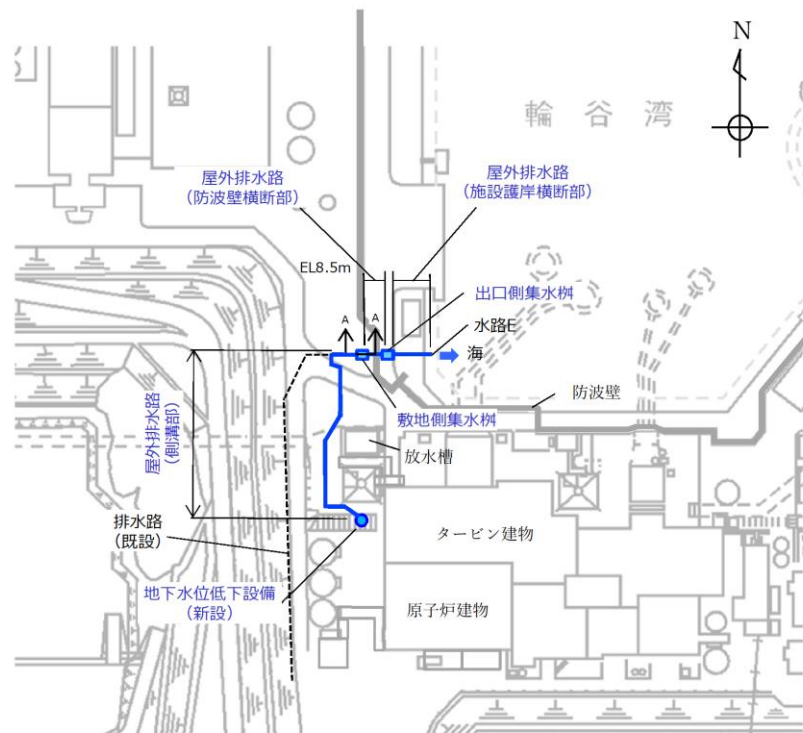 N
輪谷湾
屋外排水路
(防波壁横断部)
屋外排水路
(施設護岸横断部)
EL8.5m
出口側集水桝
A
A
水路E
海
防波壁
敷地側集水桝
屋外排水路
(側溝部)
放水槽
排水路
(既設)
タービン建物
地下水位低下設備
(新設)
原子炉建物